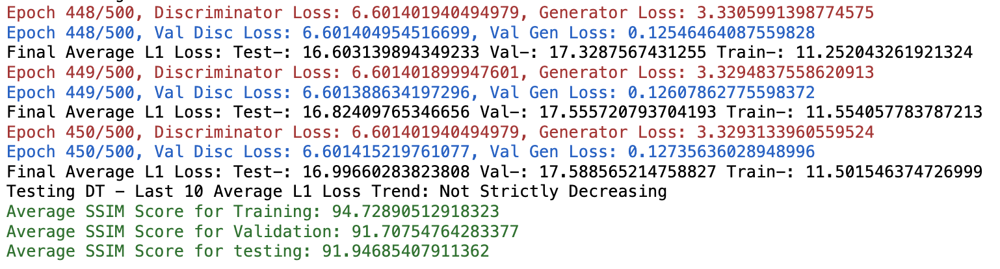 Epoch 448/500, Discriminator Loss: 6.601401940494979, Generator Loss: 3.3305991398774575
Epoch 448/500, Val Disc Loss: 6.601404954516699, Val Gen Loss: 0.12546464087559828
Final Average L1 Loss: Test-: 16.603139894349233 Val-: 17.3287567431255 Train-: 11.252043261921324
Epoch 449/500, Discriminator Loss: 6.601401899947601, Generator Loss: 3.3294837558620913
Epoch 449/500, Val Disc Loss: 6.601388634197296, Val Gen Loss: 0.12607862775598372
Final Average L1 Loss: Test-: 16.82409765346656 Val-: 17.555720793704193 Train-: 11.554057783787213
Epoch 450/500, Discriminator Loss: 6.601401940494979, Generator Loss: 3.3293133960559524
Epoch 450/500, Val Disc Loss: 6.601415219761077, Val Gen Loss: 0.12735636028948996
Final Average L1 Loss: Test-: 16.99660283823808 Val-: 17.588565214758827 Train-: 11.501546374726999
Testing DT - Last 10 Average L1 Loss Trend: Not Strictly Decreasing
Average SSIM Score for Training: 94.72890512918323
Average SSIM Score for Validation: 91.70754764283377
Average SSIM Score for testing: 91.94685407911362